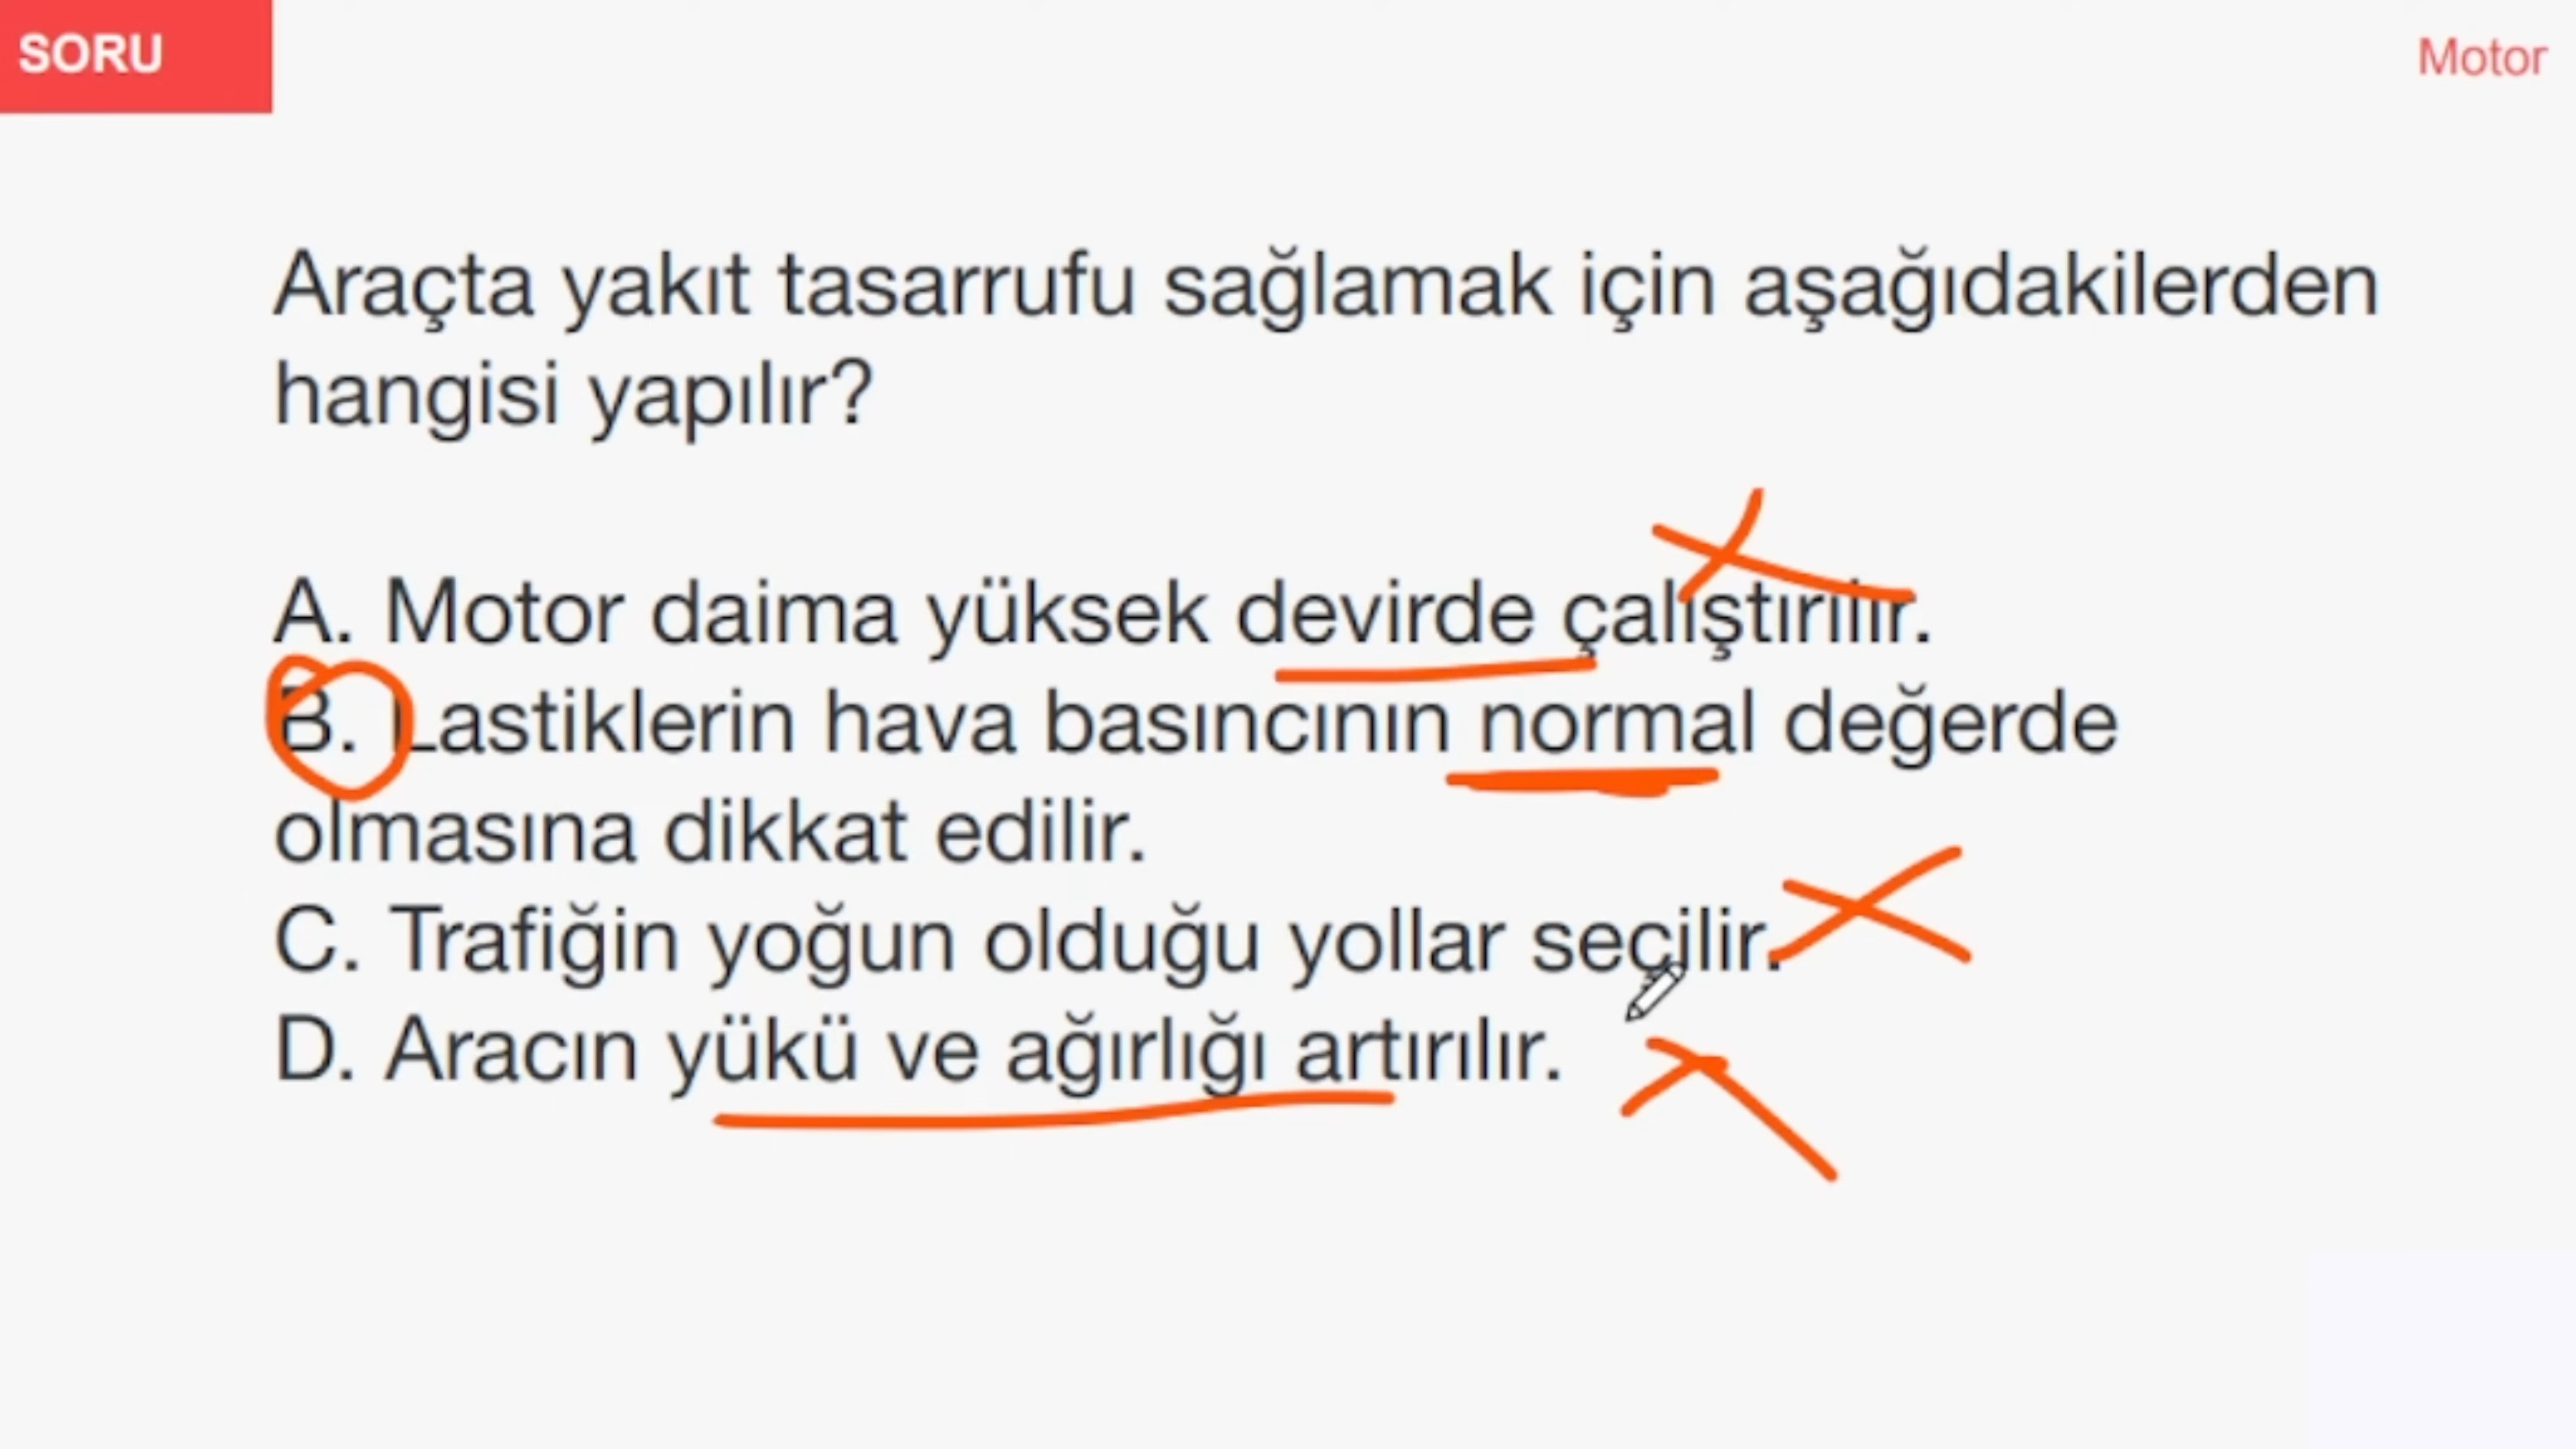 SORU
Motor
Araçta yakıt tasarrufu sağlamak için aşağıdakilerden
hangisi yapılır?
A. Motor daima yüksek devirde çalıştırılır.
B. Lastiklerin hava basıncının normal değerde
olmasına dikkat edilir.
C. Trafiğin yoğun olduğu yollar seçilir.
D. Aracın yükü ve ağırlığı artırılır.